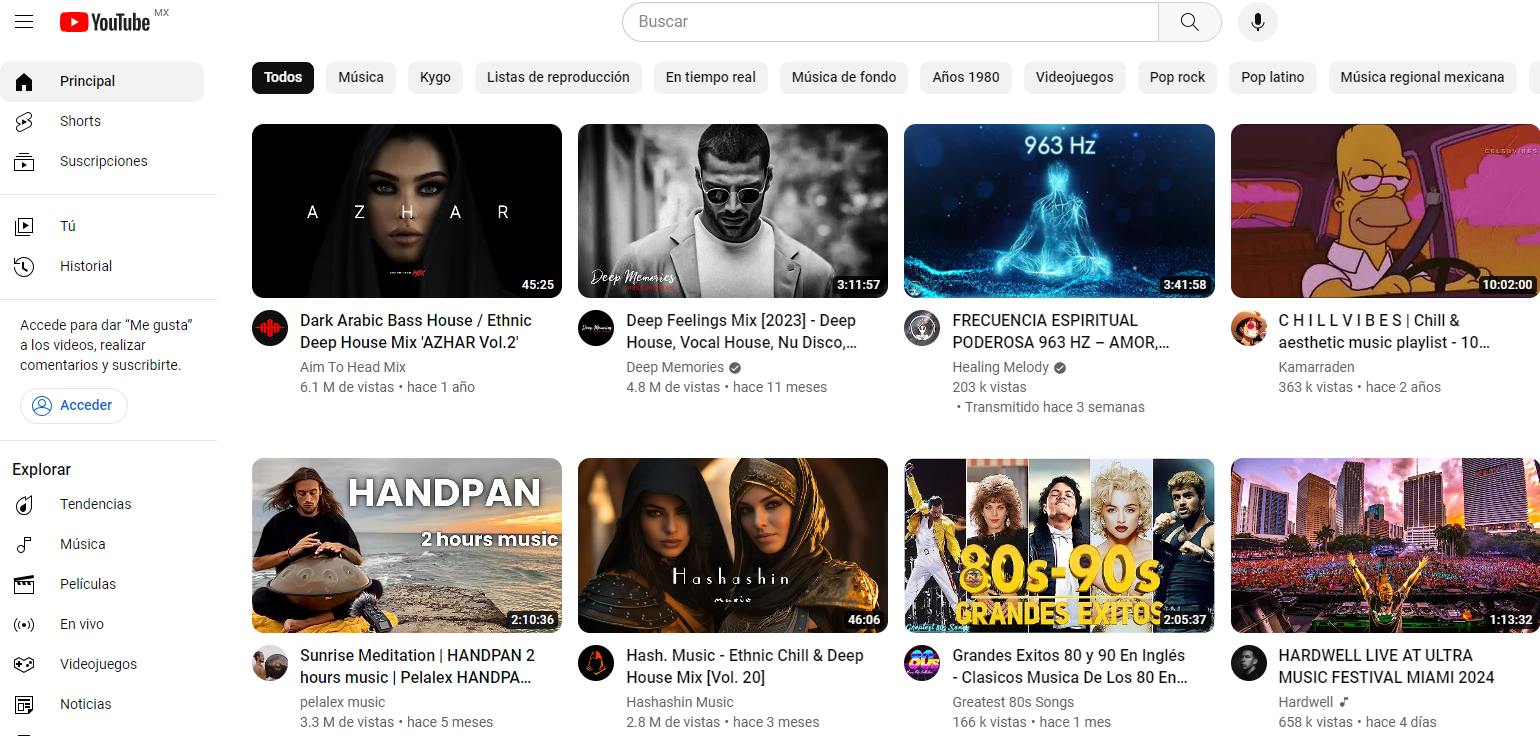 YouTube MX
Buscar
Principal
Shorts
Suscripciones
Tú
Historial
Accede para dar “Me gusta”
a los videos, realizar
comentarios y suscribirte.
Acceder
Explorar
Tendencias
Música
Películas
En vivo
Videojuegos
Noticias
Todos
Música
Kygo
Listas de reproducción
En tiempo real
Música de fondo
Años 1980
Videojuegos
Pop rock
Pop latino
Música regional mexicana
A Z H A R
MIX
45:25
Dark Arabic Bass House / Ethnic
Deep House Mix 'AZHAR Vol.2'
Aim To Head Mix
6.1 M de vistas • hace 1 año
Deep Memories
3:11:57
Deep Feelings Mix [2023] - Deep
House, Vocal House, Nu Disco,...
Deep Memories
4.8 M de vistas • hace 11 meses
963 Hz
3:41:58
FRECUENCIA ESPIRITUAL
PODEROSA 963 HZ – AMOR,...
Healing Melody
203 k vistas
• Transmitido hace 3 semanas
10:02:00
C H I L L V I B E S | Chill &
aesthetic music playlist - 10...
Kamarraden
363 k vistas • hace 2 años
HANDPAN
2 hours music
2:10:36
Sunrise Meditation | HANDPAN 2
hours music | Pelalex HANDPA...
pelalex music
3.3 M de vistas • hace 5 meses
Hashashin
music
46:06
Hash. Music - Ethnic Chill & Deep
House Mix [Vol. 20]
Hashashin Music
2.8 M de vistas • hace 3 meses
80s-90s
GRANDES EXITOS
Greatest 80s Songs
2:05:37
Grandes Exitos 80 y 90 En Inglés
- Clasicos Musica De Los 80 En...
Greatest 80s Songs
166 k vistas • hace 1 mes
1:13:32
HARDWELL LIVE AT ULTRA
MUSIC FESTIVAL MIAMI 2024
Hardwell
658 k vistas • hace 4 días